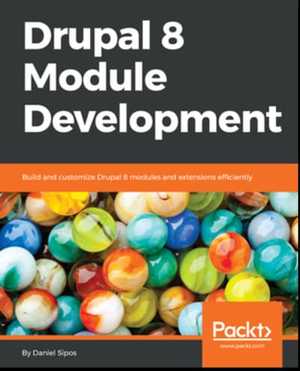 Drupal 8
Module
Development
Build and customize Drupal 8 modules and extensions efficiently
Packt>
www.packt.com
By Daniel Sipos